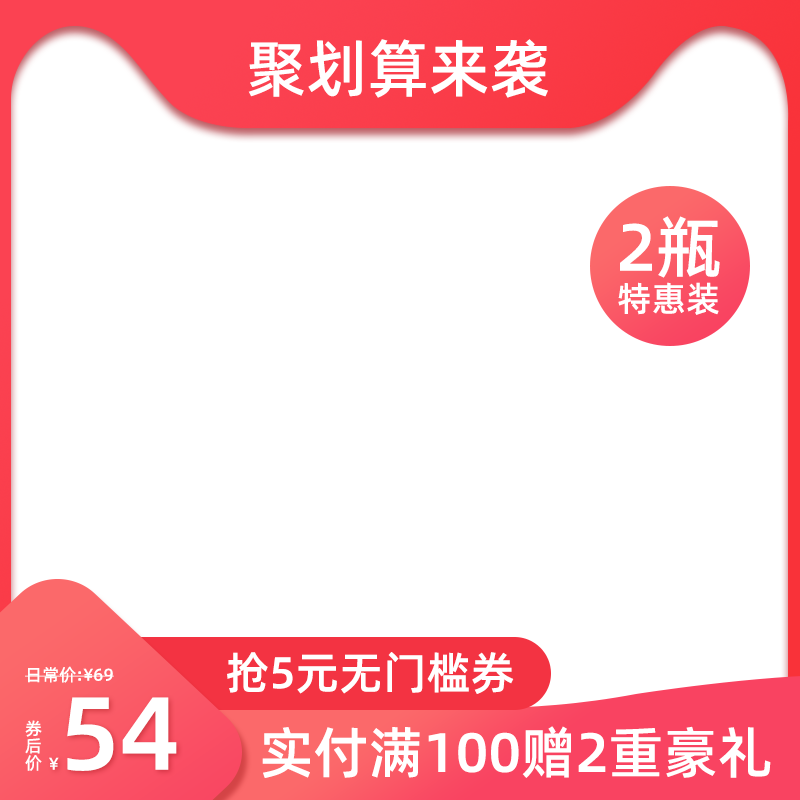 聚划算来袭
2瓶
特惠装
抢5元无门槛券
日常价:¥69
券后价 ¥54
实付满100赠2重豪礼